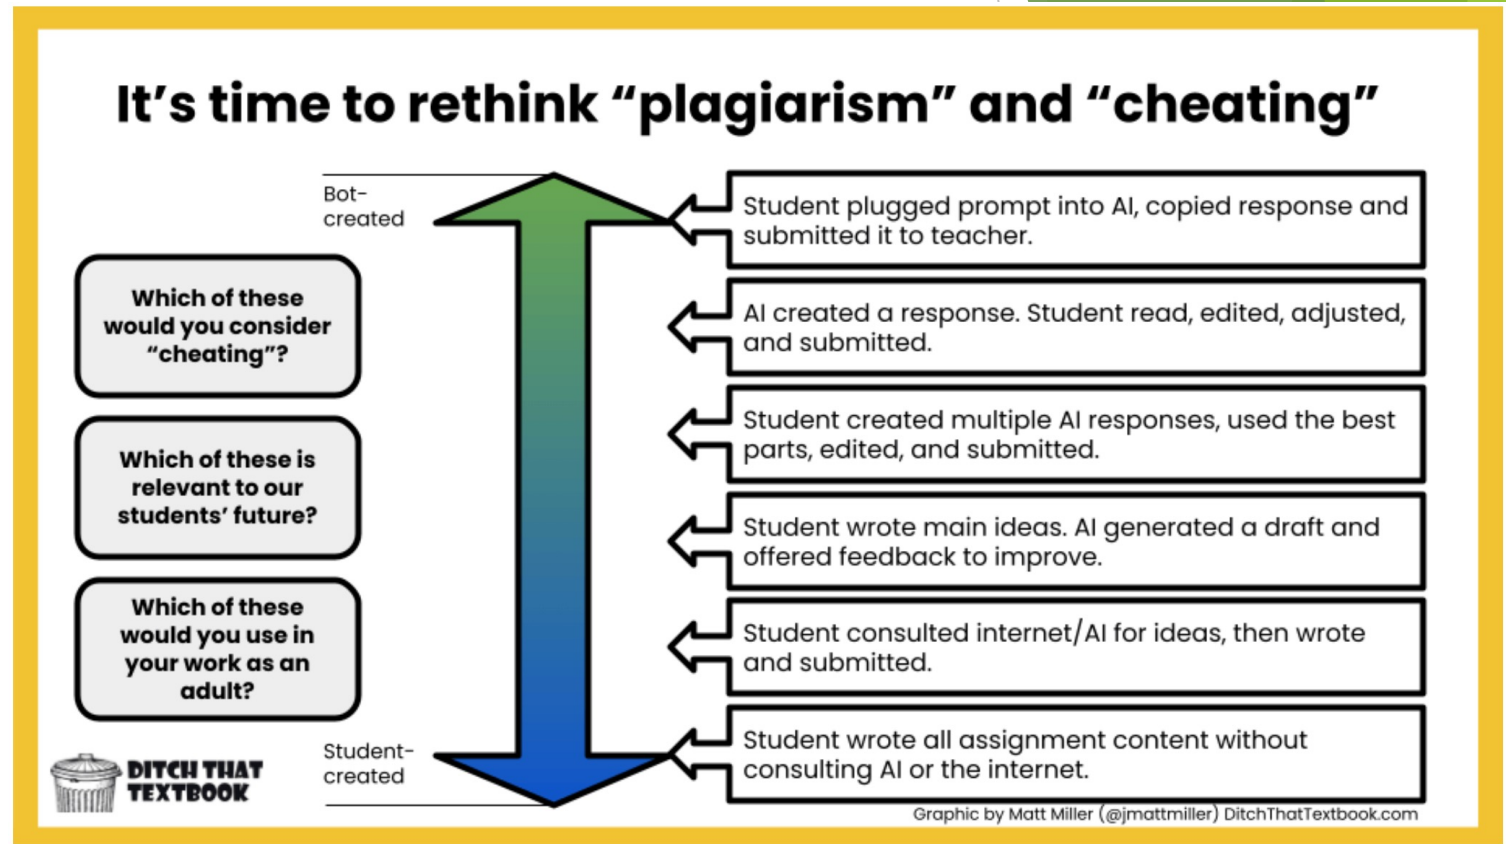 It’s time to rethink “plagiarism” and “cheating”
Bot-
created
Student plugged prompt into AI, copied response and
submitted it to teacher.
Which of these
would you consider
“cheating”?
AI created a response. Student read, edited, adjusted,
and submitted.
Student created multiple AI responses, used the best
parts, edited, and submitted.
Which of these is
relevant to our
students’ future?
Student wrote main ideas. AI generated a draft and
offered feedback to improve.
Which of these
would you use in
your work as an
adult?
Student consulted internet/AI for ideas, then wrote
and submitted.
Student-
created
Student wrote all assignment content without
consulting AI or the internet.
DITCH THAT
TEXTBOOK
Graphic by Matt Miller (@jmattmiller) DitchThatTextbook.com